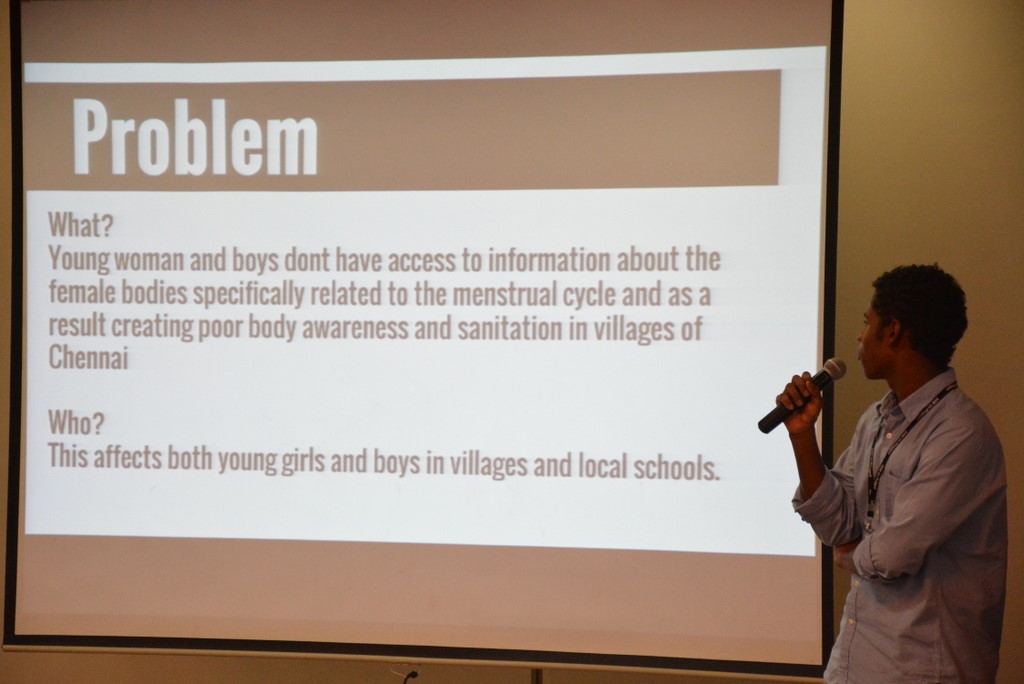 Problem
What?
Young woman and boys dont have access to information about the
female bodies specifically related to the menstrual cycle and as a
result creating poor body awareness and sanitation in villages of
Chennai
Who?
This affects both young girls and boys in villages and local schools.